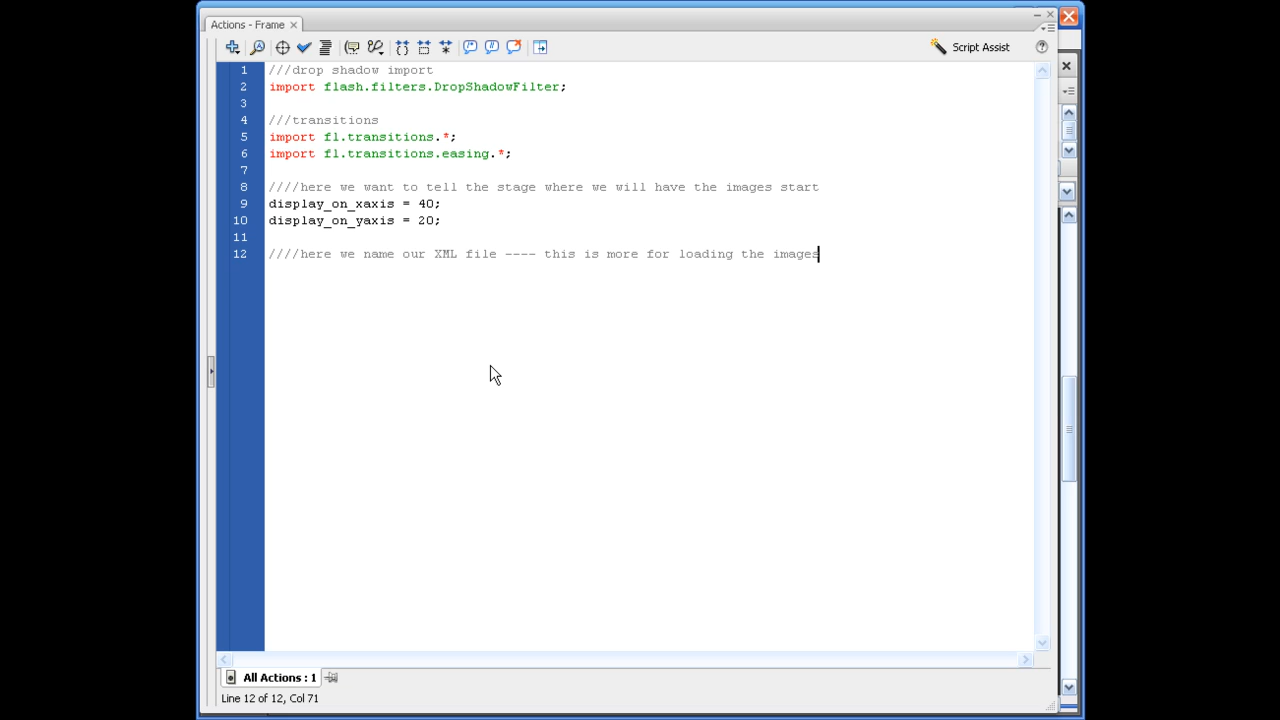 Actions - Frame
Script Assist
1 ///drop shadow import
2 import flash.filters.DropShadowFilter;
3
4 ///transitions
5 import fl.transitions.*;
6 import fl.transitions.easing.*;
7
8 ////here we want to tell the stage where we will have the images start
9 display_on_xaxis = 40;
10 display_on_yaxis = 20;
11
12 ////here we name our XML file ---- this is more for loading the images
All Actions : 1
Line 12 of 12, Col 71